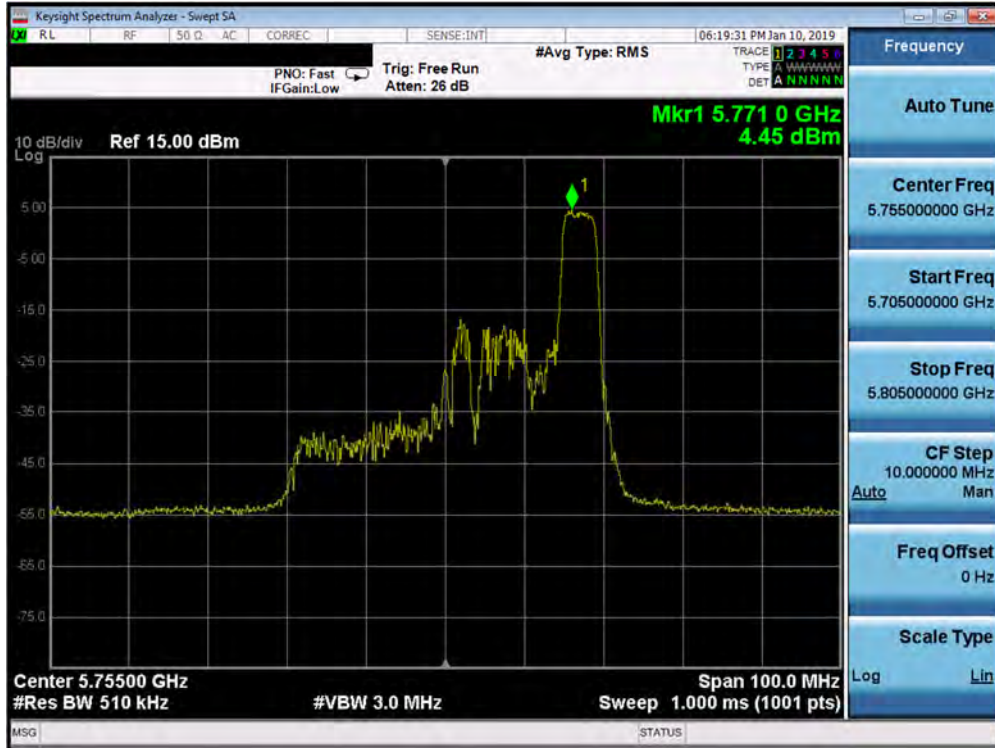 Keysight Spectrum Analyzer - Swept SA
RL RF 50 Ω AC CORREC SENSE:INT 06:19:31 PM Jan 10, 2019
#Avg Type: RMS
TRACE 1 2 3 4 5 6
PNO: Fast Trig: Free Run TYPE A WWWWW
IFGain:Low Atten: 26 dB DET A N N N N N
Mkr1 5.771 0 GHz
4.45 dBm
10 dB/div Ref 15.00 dBm
Log
1
5.00
-5.00
-15.0
-25.0
-35.0
-45.0
-55.0
-65.0
-75.0
Center 5.75500 GHz Span 100.0 MHz
#Res BW 510 kHz #VBW 3.0 MHz Sweep 1.000 ms (1001 pts)
MSG STATUS
Frequency
Auto Tune
Center Freq
5.755000000 GHz
Start Freq
5.705000000 GHz
Stop Freq
5.805000000 GHz
CF Step
10.000000 MHz
Auto Man
Freq Offset
0 Hz
Scale Type
Log Lin